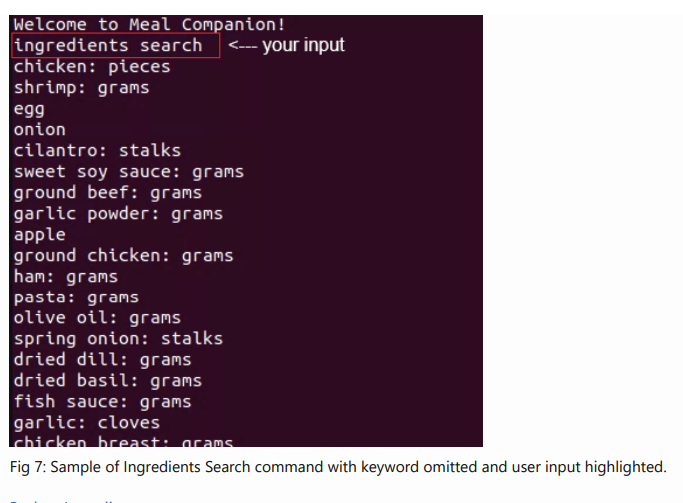 Welcome to Meal Companion!
ingredients search <--- your input
chicken: pieces
shrimp: grams
egg
onion
cilantro: stalks
sweet soy sauce: grams
ground beef: grams
garlic powder: grams
apple
ground chicken: grams
ham: grams
pasta: grams
olive oil: grams
spring onion: stalks
dried dill: grams
dried basil: grams
fish sauce: grams
garlic: cloves
chicken breast: grams
Fig 7: Sample of Ingredients Search command with keyword omitted and user input highlighted.